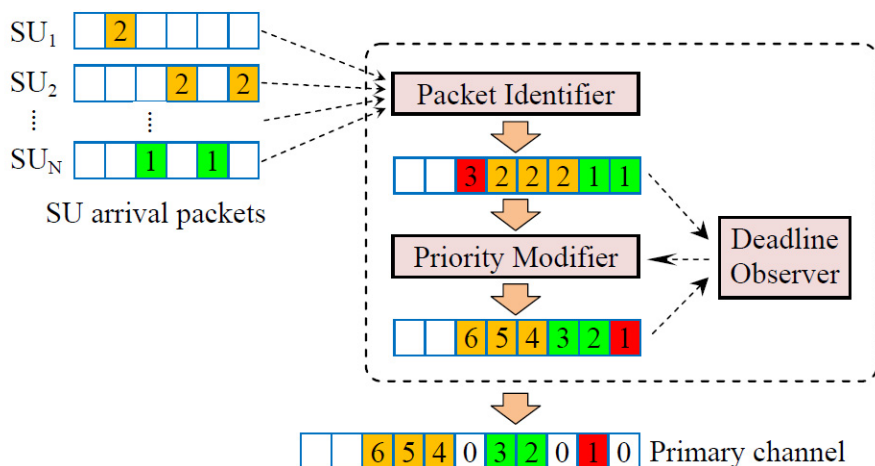 SU1 2
SU2 2 2
Packet Identifier
SUN 1 1
3 2 2 2 1 1
SU arrival packets
Priority Modifier
Deadline
Observer
6 5 4 3 2 1
6 5 4 0 3 2 0 1 0 Primary channel